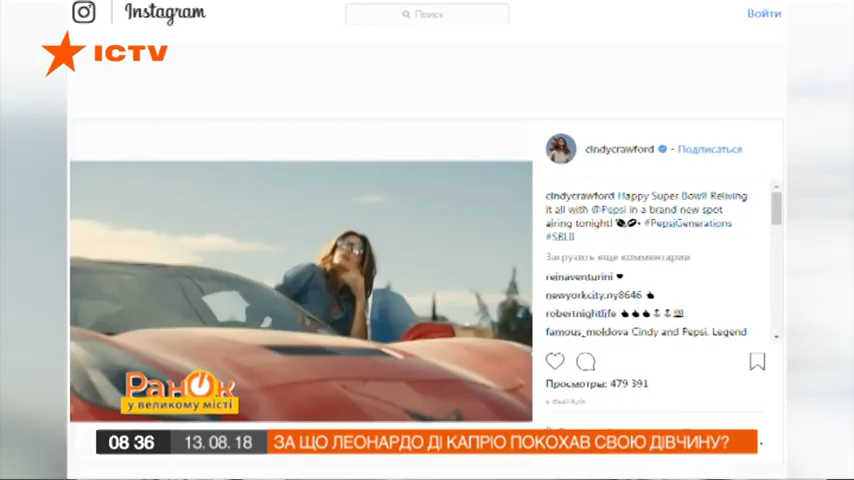 Instagram
Поиск
Войти
ICTV
cindycrawford • Подписаться
cindycrawford Happy Super Bowl! Reliving
it all with @Pepsi in a brand new spot
airing tonight! #PepsiGenerations
#SBLII
Загрузить еще комментарии
reinaventurini
newyorkcity.ny8646
robertnightlife
famous_moldova Cindy and Pepsi. Legend
Просмотры: 479 391
Ранок
у великому місті
08 36
13. 08. 18
ЗА ЩО ЛЕОНАРДО ДІ КАПРІО ПОКОХАВ СВОЮ ДІВЧИНУ?